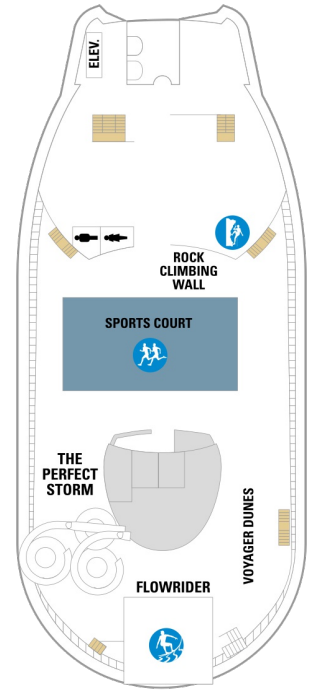 ELEV.
ROCK
CLIMBING
WALL
SPORTS COURT
THE
PERFECT
STORM
VOYAGER DUNES
FLOWRIDER